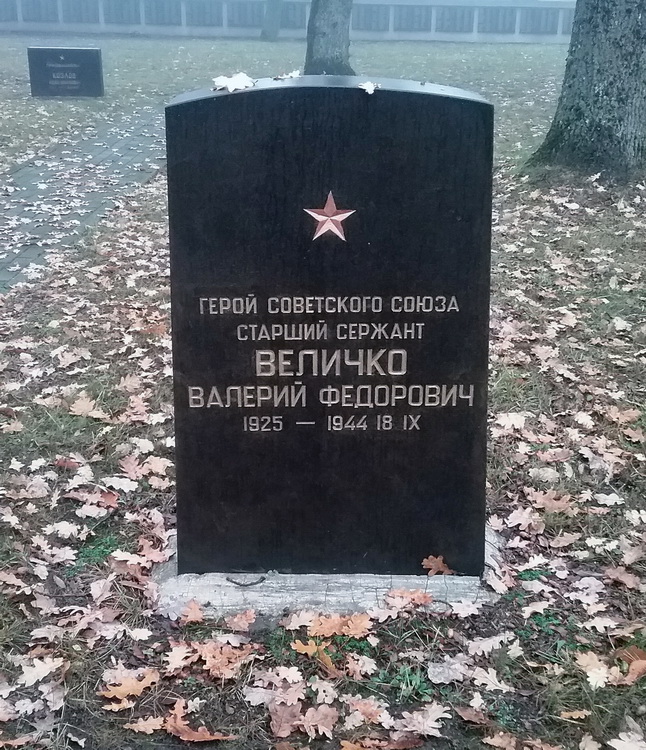 ГЕРОЙ СОВЕТСКОГО СОЮЗА
СТАРШИЙ СЕРЖАНТ
ВЕЛИЧКО
ВАЛЕРИЙ ФЕДОРОВИЧ
1925 — 1944 18 IX